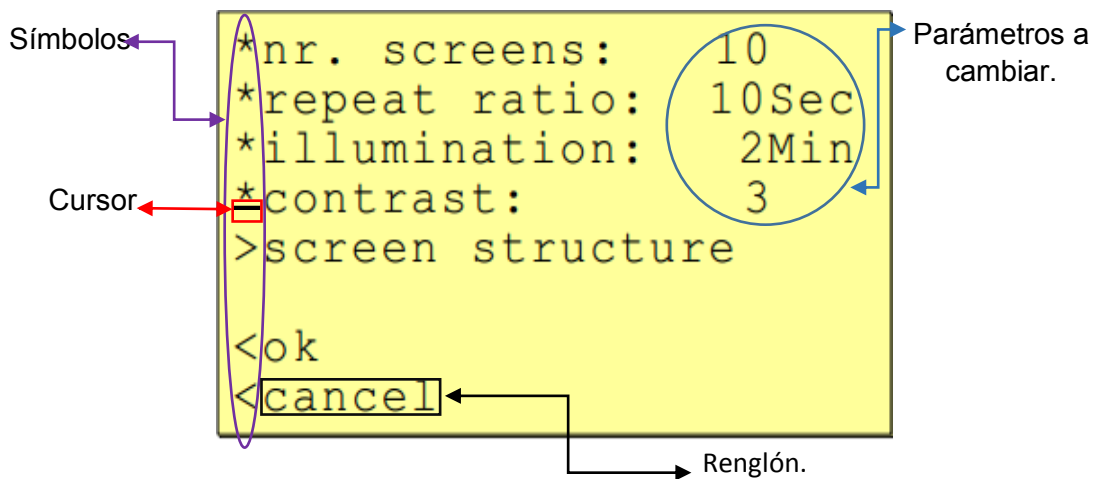 Símbolos
*nr. screens: 10
Parámetros a
cambiar.
*repeat ratio: 10Sec
*illumination: 2Min
Cursor
*contrast: 3
>screen structure
<ok
<cancel
Renglón.